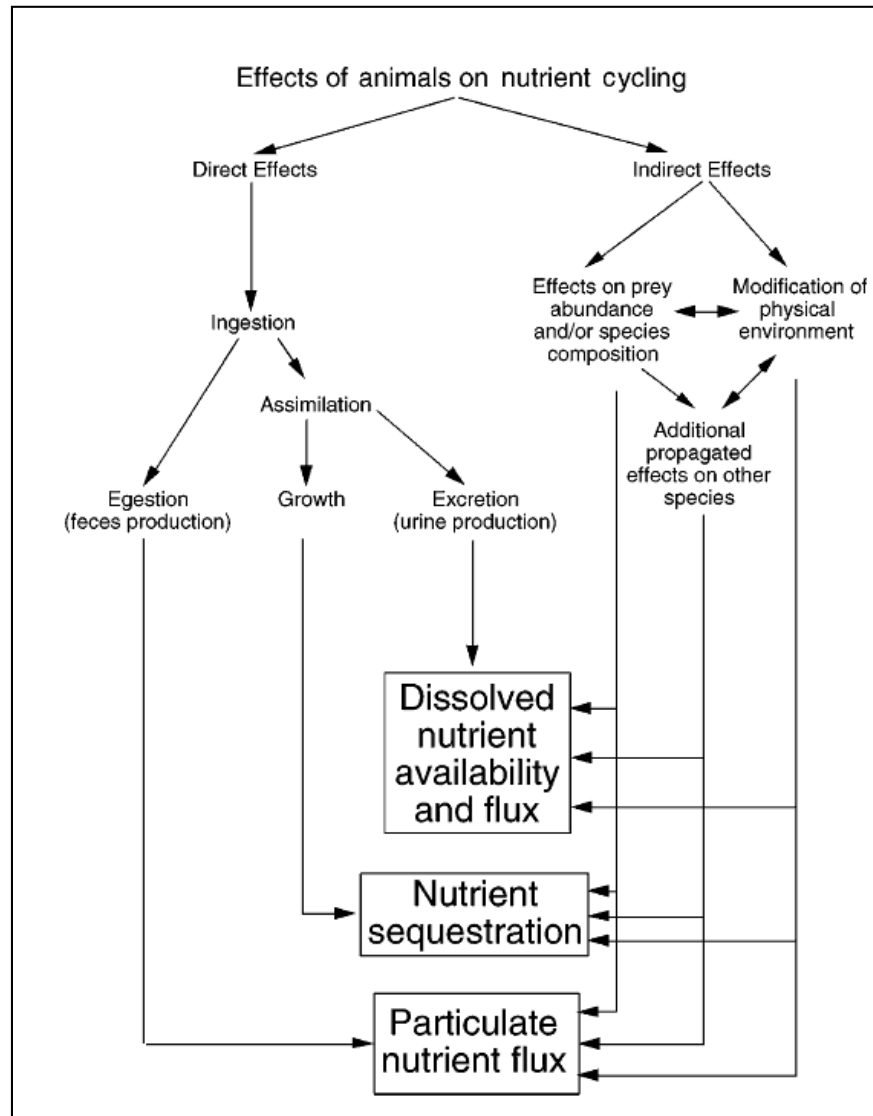 Effects of animals on nutrient cycling
Direct Effects
Indirect Effects
Effects on prey
abundance
and/or species
composition
Modification of
physical
environment
Ingestion
Assimilation
Additional
propagated
effects on other
species
Egestion
(feces production)
Growth
Excretion
(urine production)
Dissolved
nutrient
availability
and flux
Nutrient
sequestration
Particulate
nutrient flux